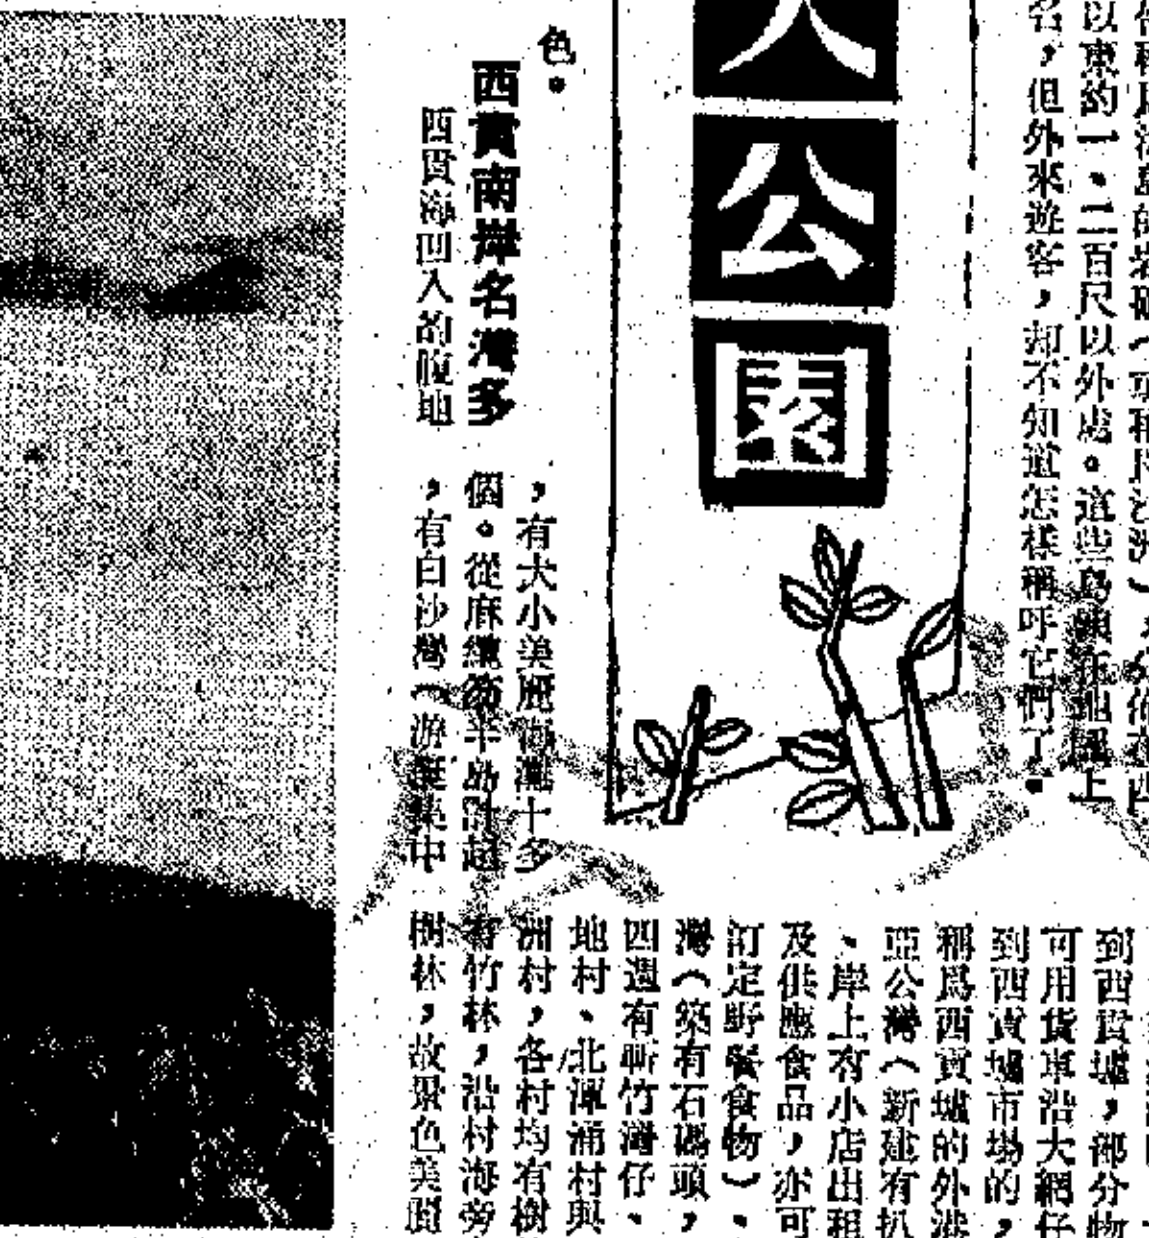 以東約一、二百尺以外處。這些島嶼在地圖上
名，但外來遊客，却不知道怎樣稱呼它們了。
公園
色。
西貢南岸名灣多
西貢海凹入的腹地
，有大小美麗海灘十多
個。從麻纜笏半島計起
，有白沙灣（游艇集中
到西貢墟，部分物
可用貨車沿大網仔
到西貢墟市場的，
稱爲西貢墟的外港
亞公灣（新建有扒
、岸上有小店出租
及供應食品，亦可
訂定野餐食物）、
灣（築有石碼頭，
四週有斬竹灣仔、
地村、北潭涌村與
洲村，各村均有樹
有竹林，沿村海旁
樹林，故景色美麗